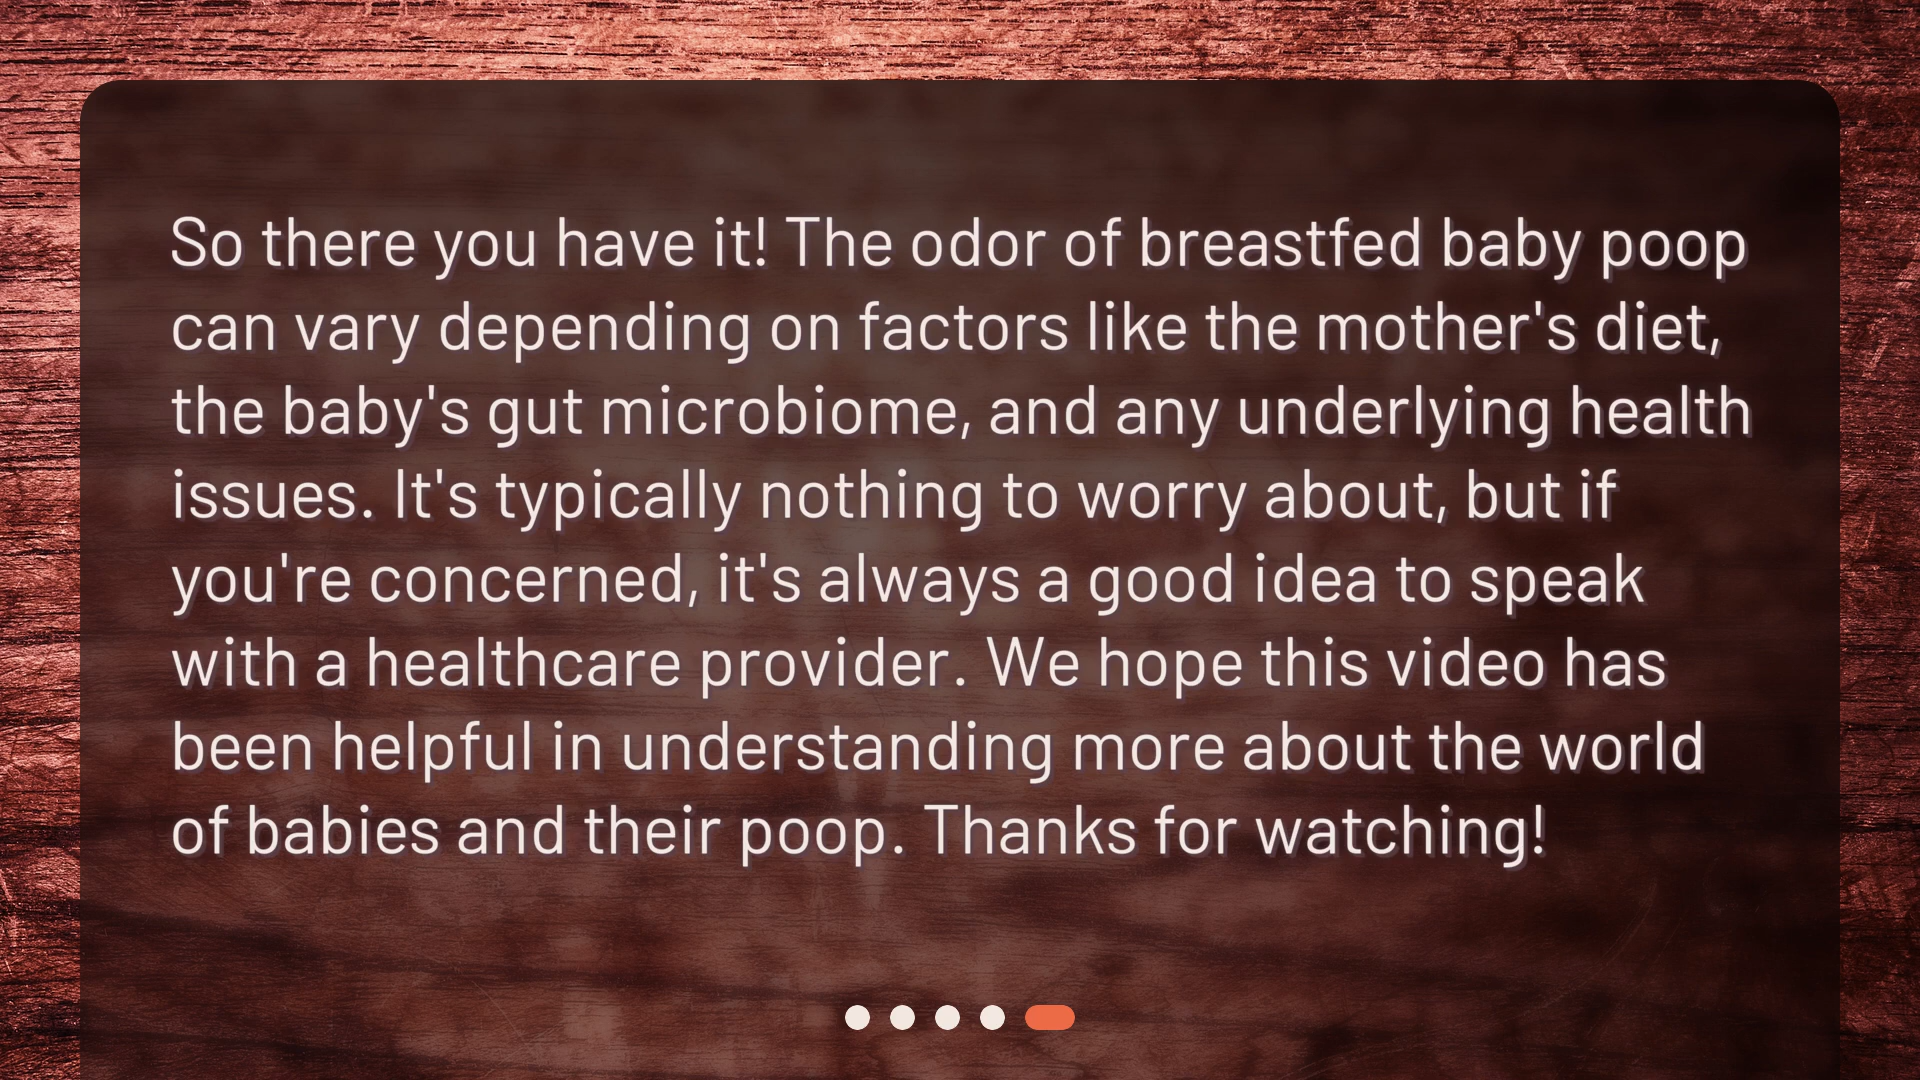 So there you have it! The odor of breastfed baby poop
can vary depending on factors like the mother's diet,
the baby's gut microbiome, and any underlying health
issues. It's typically nothing to worry about, but if
you're concerned, it's always a good idea to speak
with a healthcare provider. We hope this video has
been helpful in understanding more about the world
of babies and their poop. Thanks for watching!